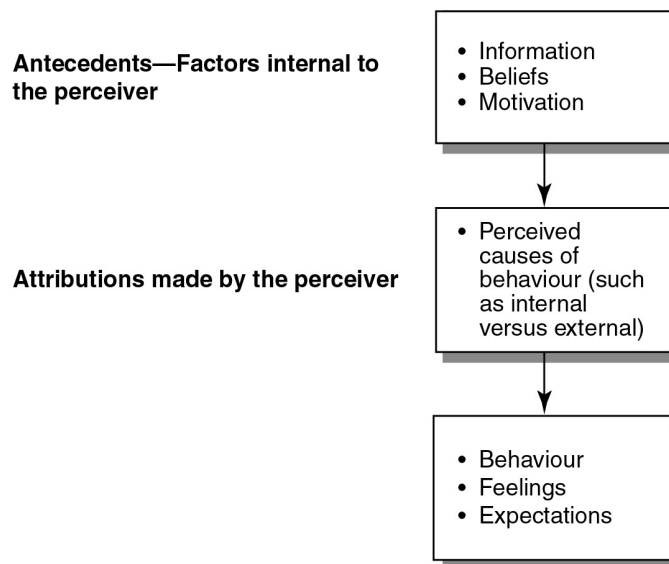 Antecedents—Factors internal to
the perceiver
• Information
• Beliefs
• Motivation
Attributions made by the perceiver
• Perceived
causes of
behaviour (such
as internal
versus external)
• Behaviour
• Feelings
• Expectations